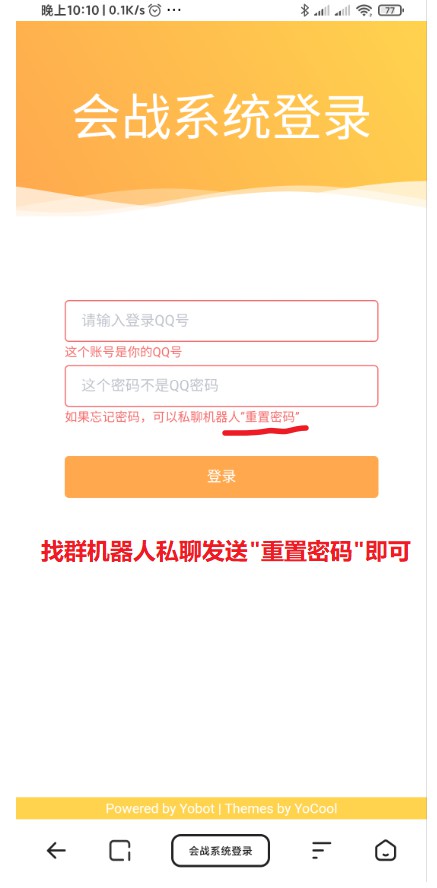 晚上10:10 | 0.1K/s ···
77
会战系统登录
请输入登录QQ号
这个账号是你的QQ号
这个密码不是QQ密码
如果忘记密码，可以私聊机器人“重置密码”
登录
找群机器人私聊发送"重置密码"即可
Powered by Yobot | Themes by YoCool
会战系统登录